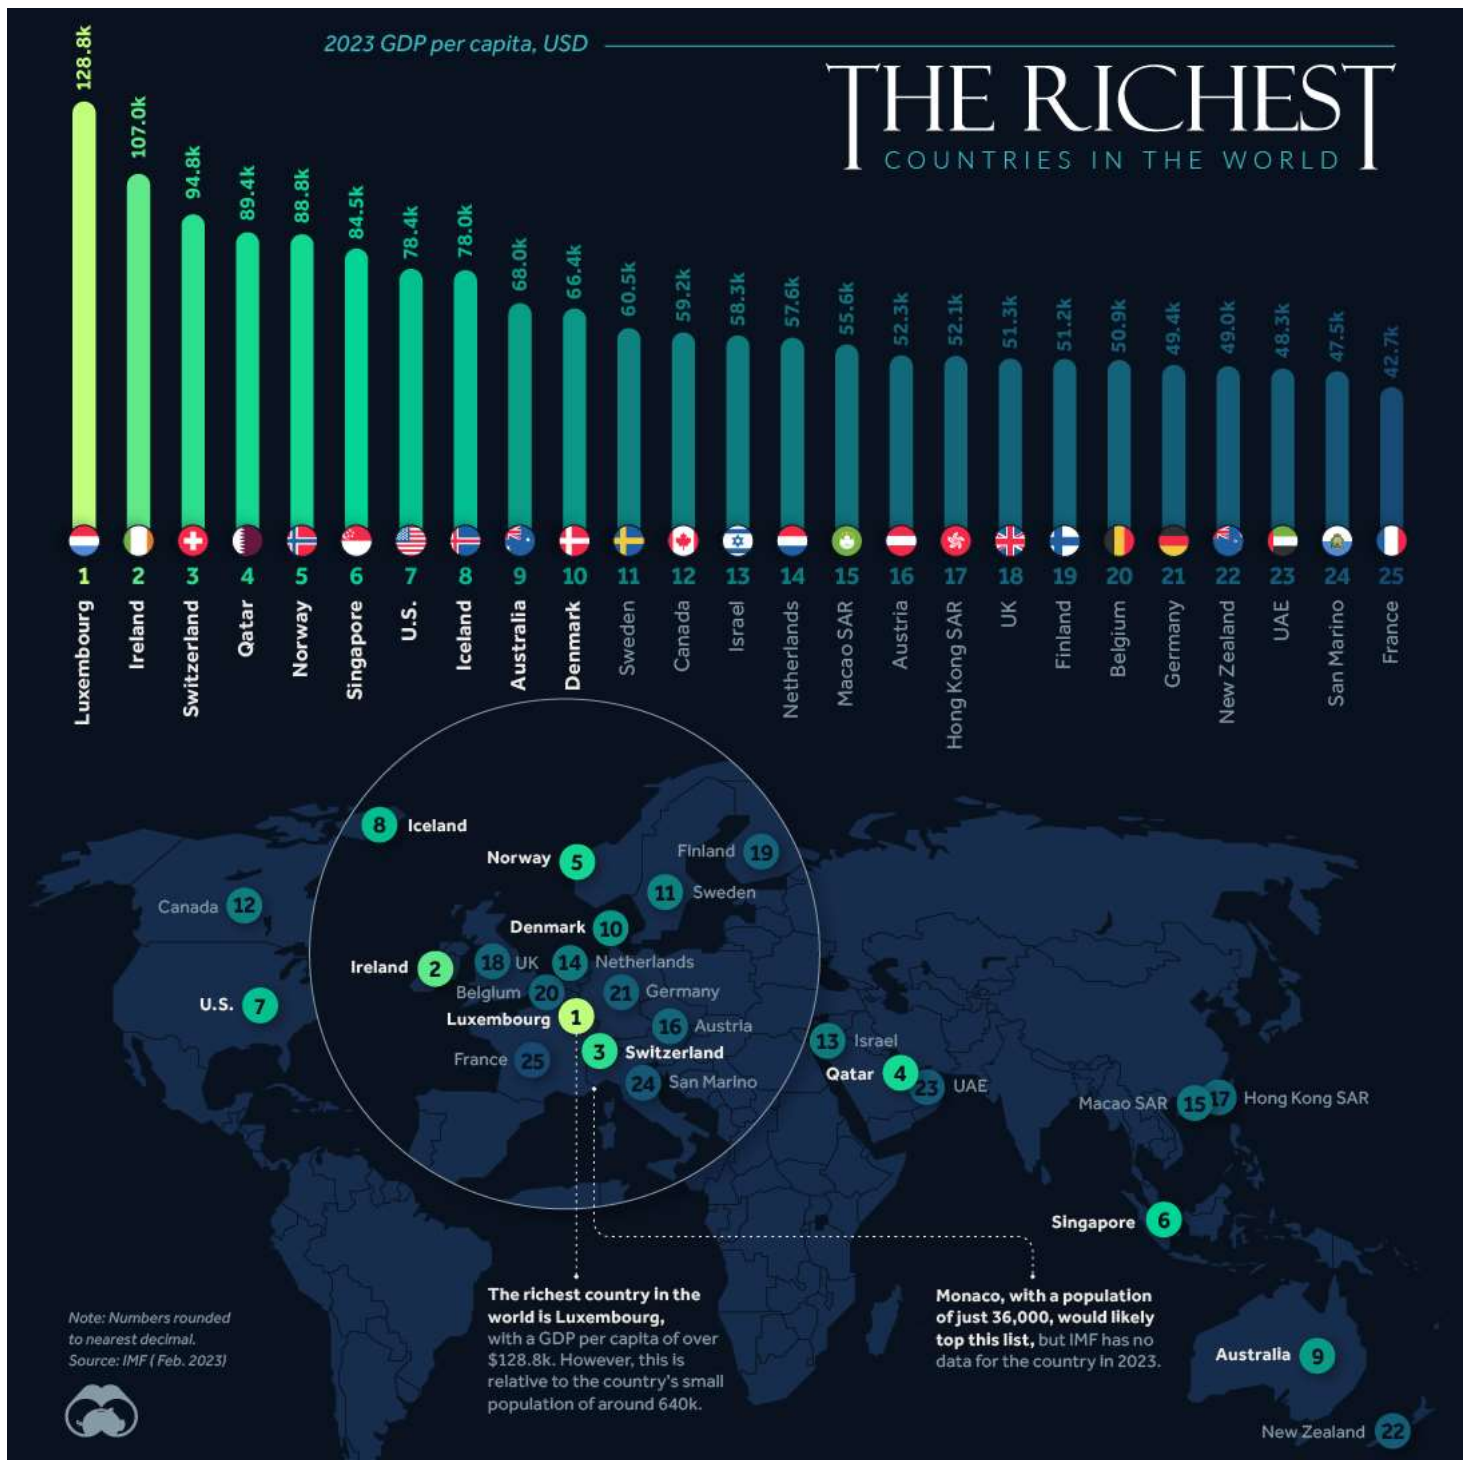 2023 GDP per capita, USD
THE RICHEST
COUNTRIES IN THE WORLD
128.8k
107.0k
94.8k
89.4k
88.8k
84.5k
78.4k
78.0k
68.0k
66.4k
60.5k
59.2k
58.3k
57.6k
55.6k
52.3k
52.1k
51.3k
51.2k
50.9k
49.4k
49.0k
48.3k
47.5k
42.7k
1 2 3 4 5 6 7 8 9 10 11 12 13 14 15 16 17 18 19 20 21 22 23 24 25
Luxembourg
Ireland
Switzerland
Qatar
Norway
Singapore
U.S.
Iceland
Australia
Denmark
Sweden
Canada
Israel
Netherlands
Macao SAR
Austria
Hong Kong SAR
UK
Finland
Belgium
Germany
New Zealand
UAE
San Marino
France
8 Iceland
Norway 5
Finland 19
11 Sweden
Canada 12
Denmark 10
Ireland 2
18 UK
14 Netherlands
Belgium 20
21 Germany
U.S. 7
Luxembourg 1
16 Austria
France 25
3 Switzerland
24 San Marino
13 Israel
Qatar 4
23 UAE
Macao SAR 15
17 Hong Kong SAR
Singapore 6
The richest country in the
world is Luxembourg,
with a GDP per capita of over
$128.8k. However, this is
relative to the country's small
population of around 640k.
Monaco, with a population
of just 36,000, would likely
top this list, but IMF has no
data for the country in 2023.
Note: Numbers rounded
to nearest decimal.
Source: IMF ( Feb. 2023)
Australia 9
New Zealand 22